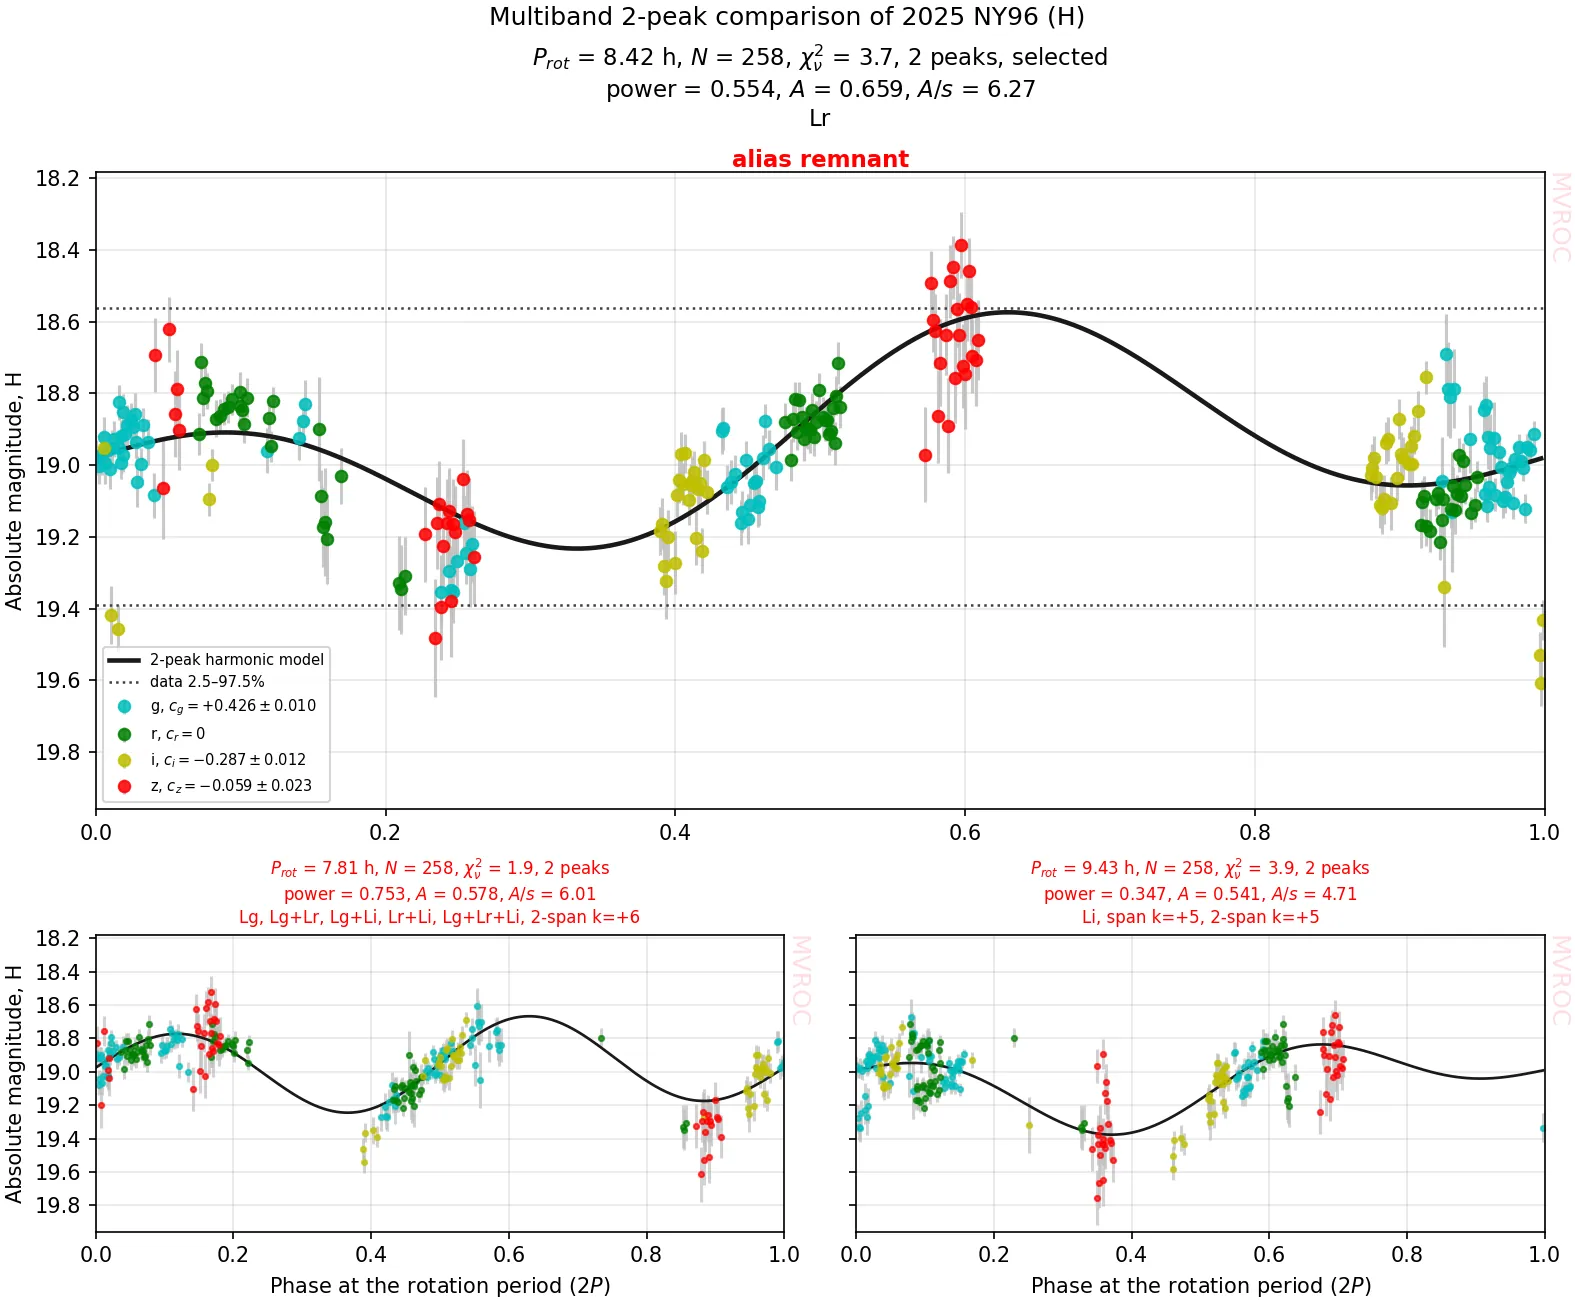 Multiband 2-peak comparison of 2025 NY96 (H)
P_rot = 8.42 h, N = 258, χ²_ν = 3.7, 2 peaks, selected
power = 0.554, A = 0.659, A/s = 6.27
Lr
alias remnant
MVROC
Absolute magnitude, H
18.2
18.4
18.6
18.8
19.0
19.2
19.4
19.6
19.8
2-peak harmonic model
data 2.5–97.5%
g, c_g = +0.426 ± 0.010
r, c_r = 0
i, c_i = −0.287 ± 0.012
z, c_z = −0.059 ± 0.023
0.0 0.2 0.4 0.6 0.8 1.0
P_rot = 7.81 h, N = 258, χ²_ν = 1.9, 2 peaks
power = 0.753, A = 0.578, A/s = 6.01
Lg, Lg+Lr, Lg+Li, Lr+Li, Lg+Lr+Li, 2-span k=+6
MVROC
Absolute magnitude, H
18.2
18.4
18.6
18.8
19.0
19.2
19.4
19.6
19.8
0.0 0.2 0.4 0.6 0.8 1.0
Phase at the rotation period (2P)
P_rot = 9.43 h, N = 258, χ²_ν = 3.9, 2 peaks
power = 0.347, A = 0.541, A/s = 4.71
Li, span k=+5, 2-span k=+5
MVROC
0.0 0.2 0.4 0.6 0.8 1.0
Phase at the rotation period (2P)